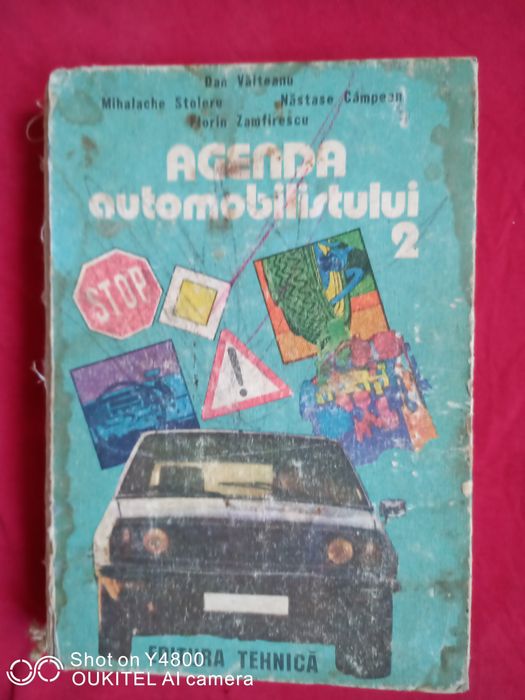 Dan Vaiteanu
Mihalache Stoleru Năstase Câmpean
Florin Zamfirescu
AGENDA
automobilistului
2
STOP
!
EDITURA TEHNICĂ
Shot on Y4800
OUKITEL AI camera